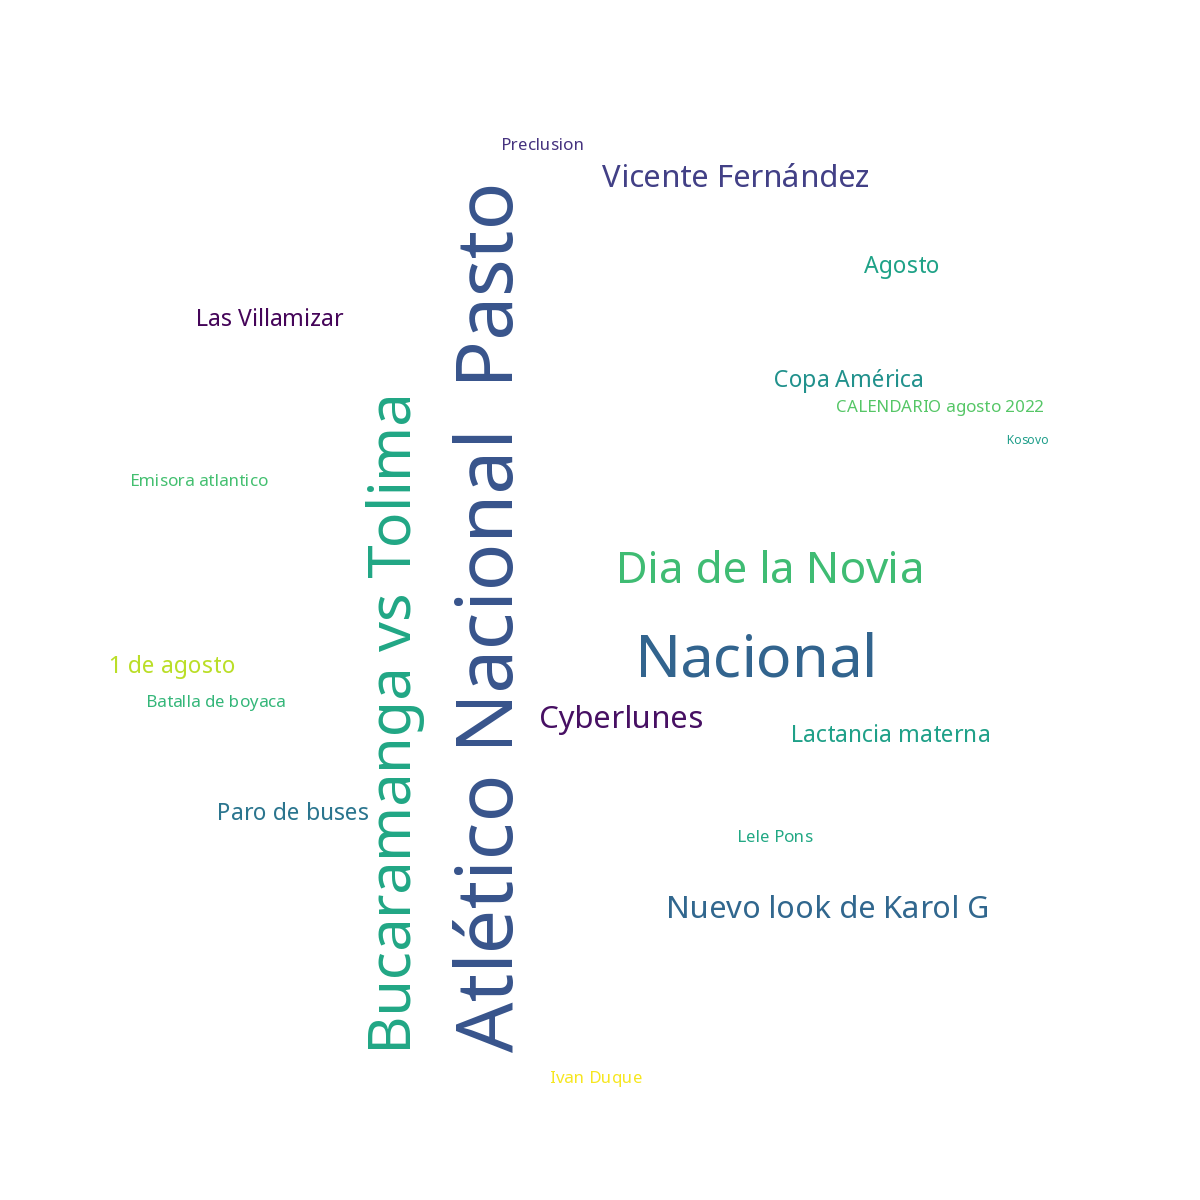 Preclusion
Vicente Fernández
Agosto
Las Villamizar
Copa América
CALENDARIO agosto 2022
Kosovo
Emisora atlantico
Bucaramanga vs Tolima
Atlético Nacional  Pasto
Dia de la Novia
Nacional
1 de agosto
Batalla de boyaca
Cyberlunes
Lactancia materna
Paro de buses
Lele Pons
Nuevo look de Karol G
Ivan Duque